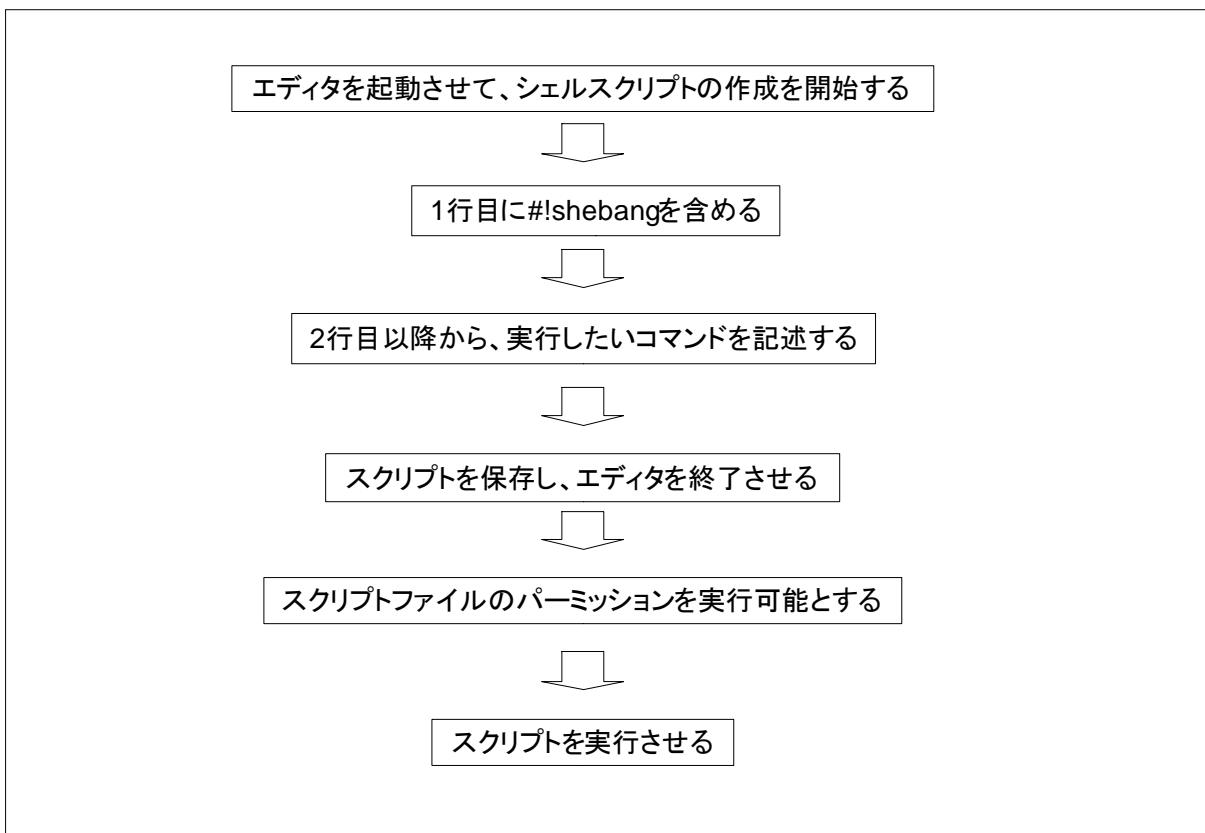 エディタを起動させて、シェルスクリプトの作成を開始する
1行目に#!shebangを含める
2行目以降から、実行したいコマンドを記述する
スクリプトを保存し、エディタを終了させる
スクリプトファイルのパーミッションを実行可能とする
スクリプトを実行させる